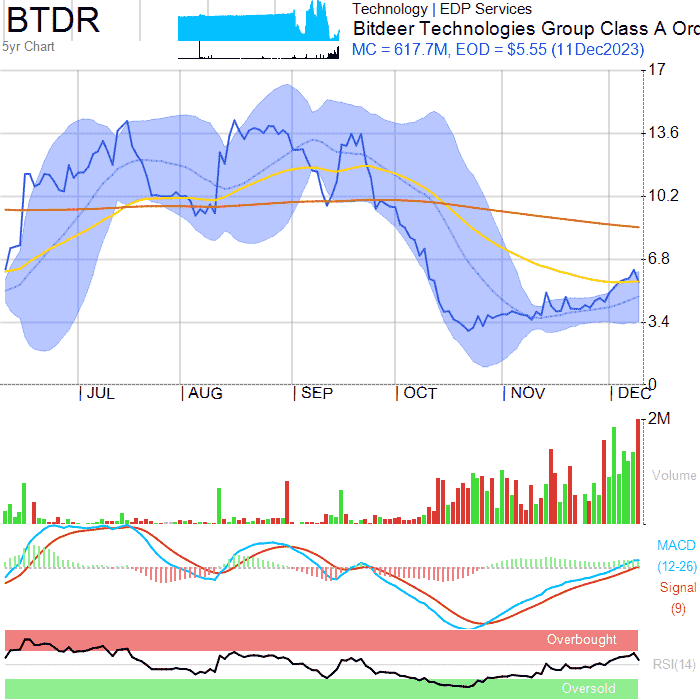 BTDR
5yr Chart
Technology | EDP Services
Bitdeer Technologies Group Class A Ord
MC = 617.7M, EOD = $5.55 (11Dec2023)
17
13.6
10.2
6.8
3.4
0
| JUL | AUG | SEP | OCT | NOV | DEC
2M
Volume
MACD
(12-26)
Signal
(9)
Overbought
RSI(14)
Oversold